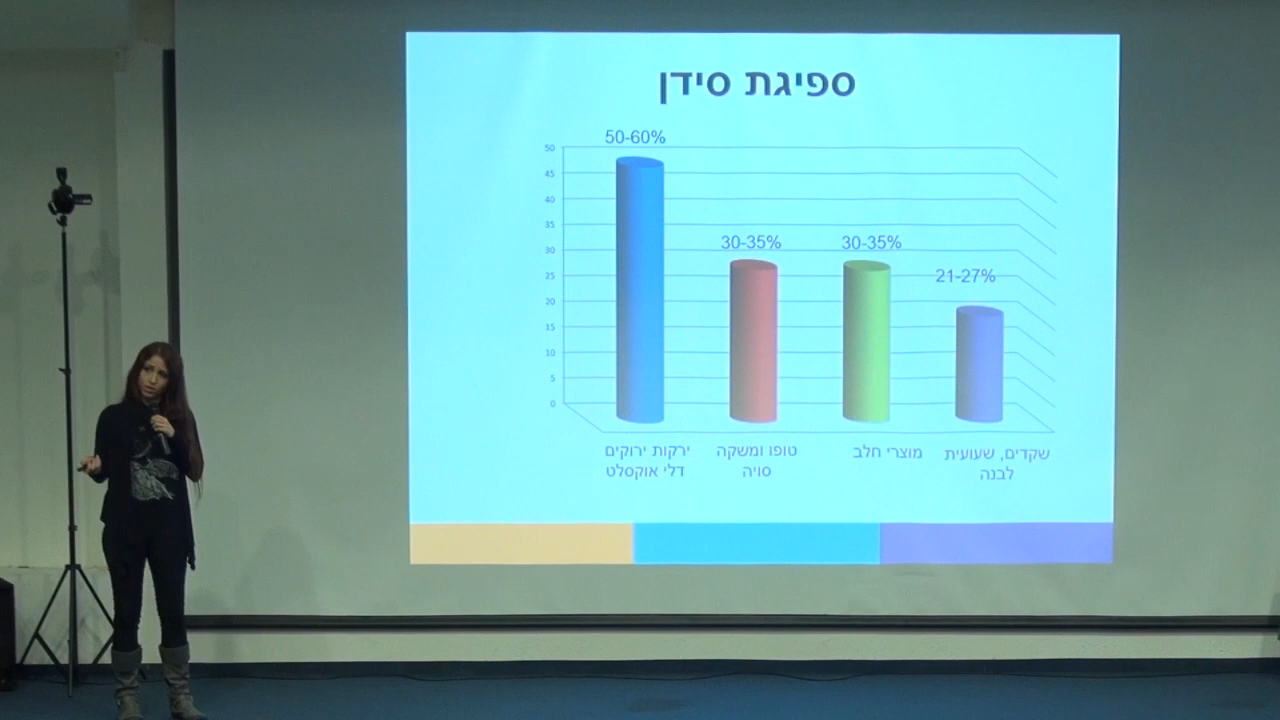 ספיגת סידן
50-60%
30-35%
30-35%
21-27%
50
45
40
35
30
25
20
15
10
5
0
ירקות ירוקים
דלי אוקסלט
טופו ומשקה
סויה
מוצרי חלב
שקדים, שעועית
לבנה